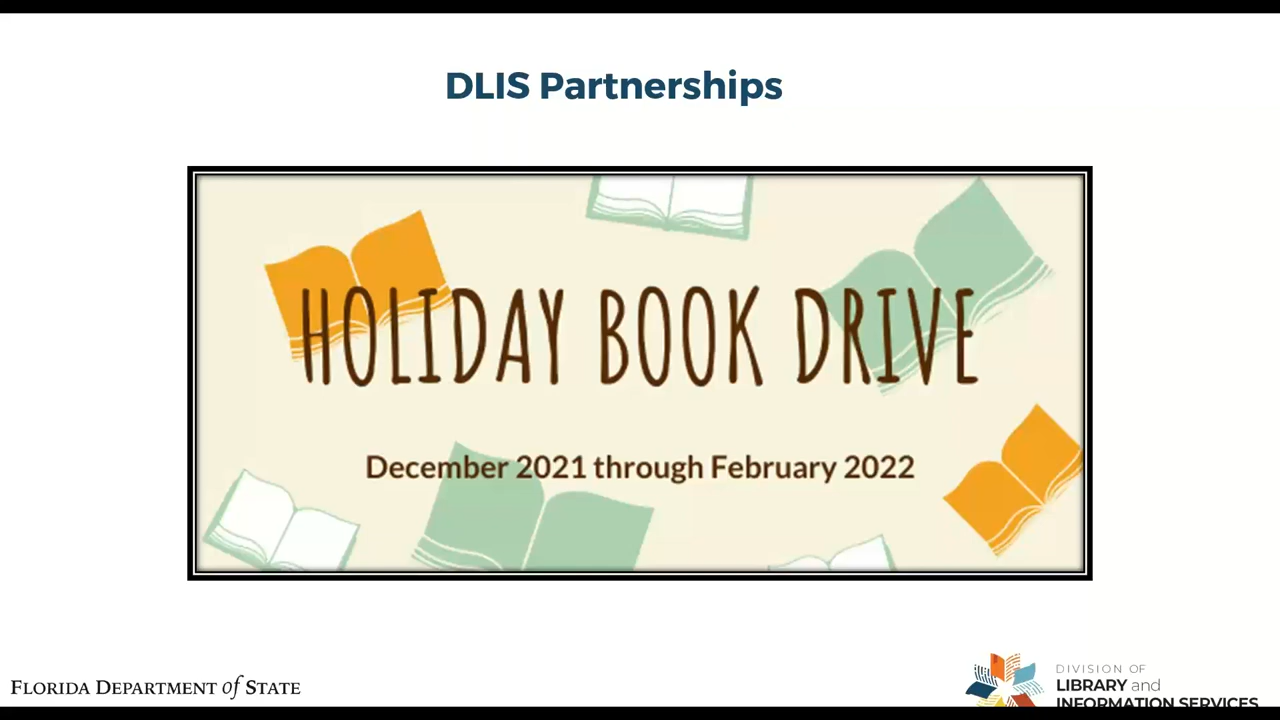 DLIS Partnerships
HOLIDAY BOOK DRIVE
December 2021 through February 2022
FLORIDA DEPARTMENT of STATE
DIVISION OF
LIBRARY and
INFORMATION SERVICES